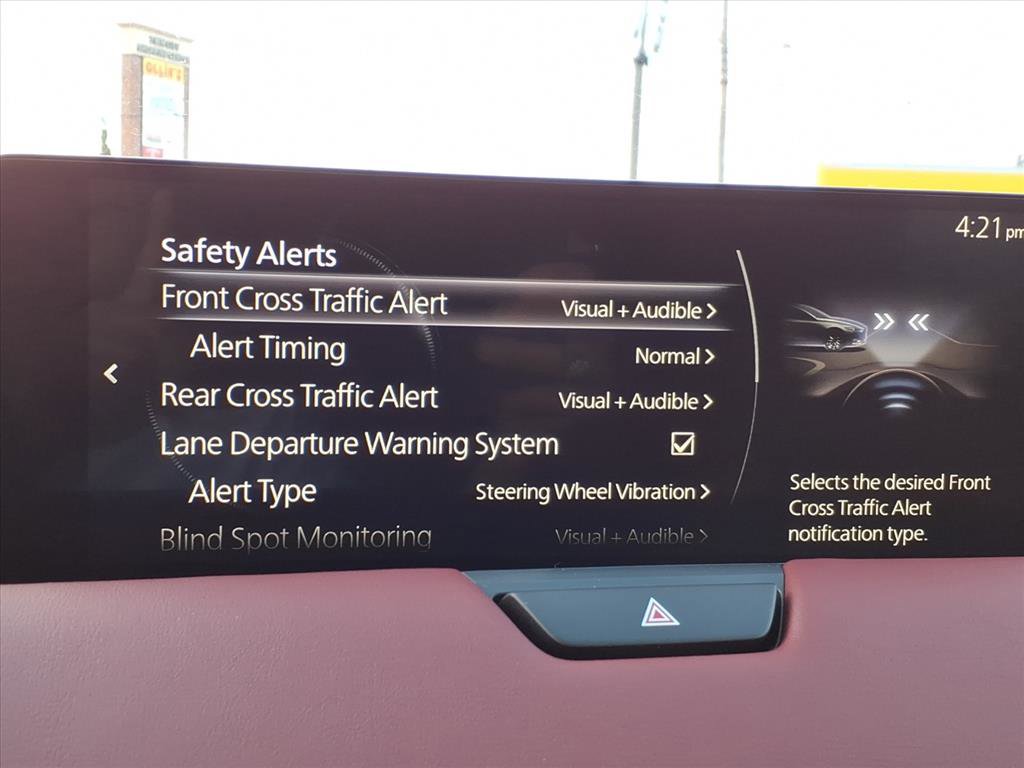 OLLIE'S
4:21 pm
Safety Alerts
Front Cross Traffic Alert Visual + Audible >
Alert Timing Normal >
<
Rear Cross Traffic Alert Visual + Audible >
Lane Departure Warning System ☑
Alert Type Steering Wheel Vibration >
Blind Spot Monitoring Visual + Audible >
Selects the desired Front
Cross Traffic Alert
notification type.